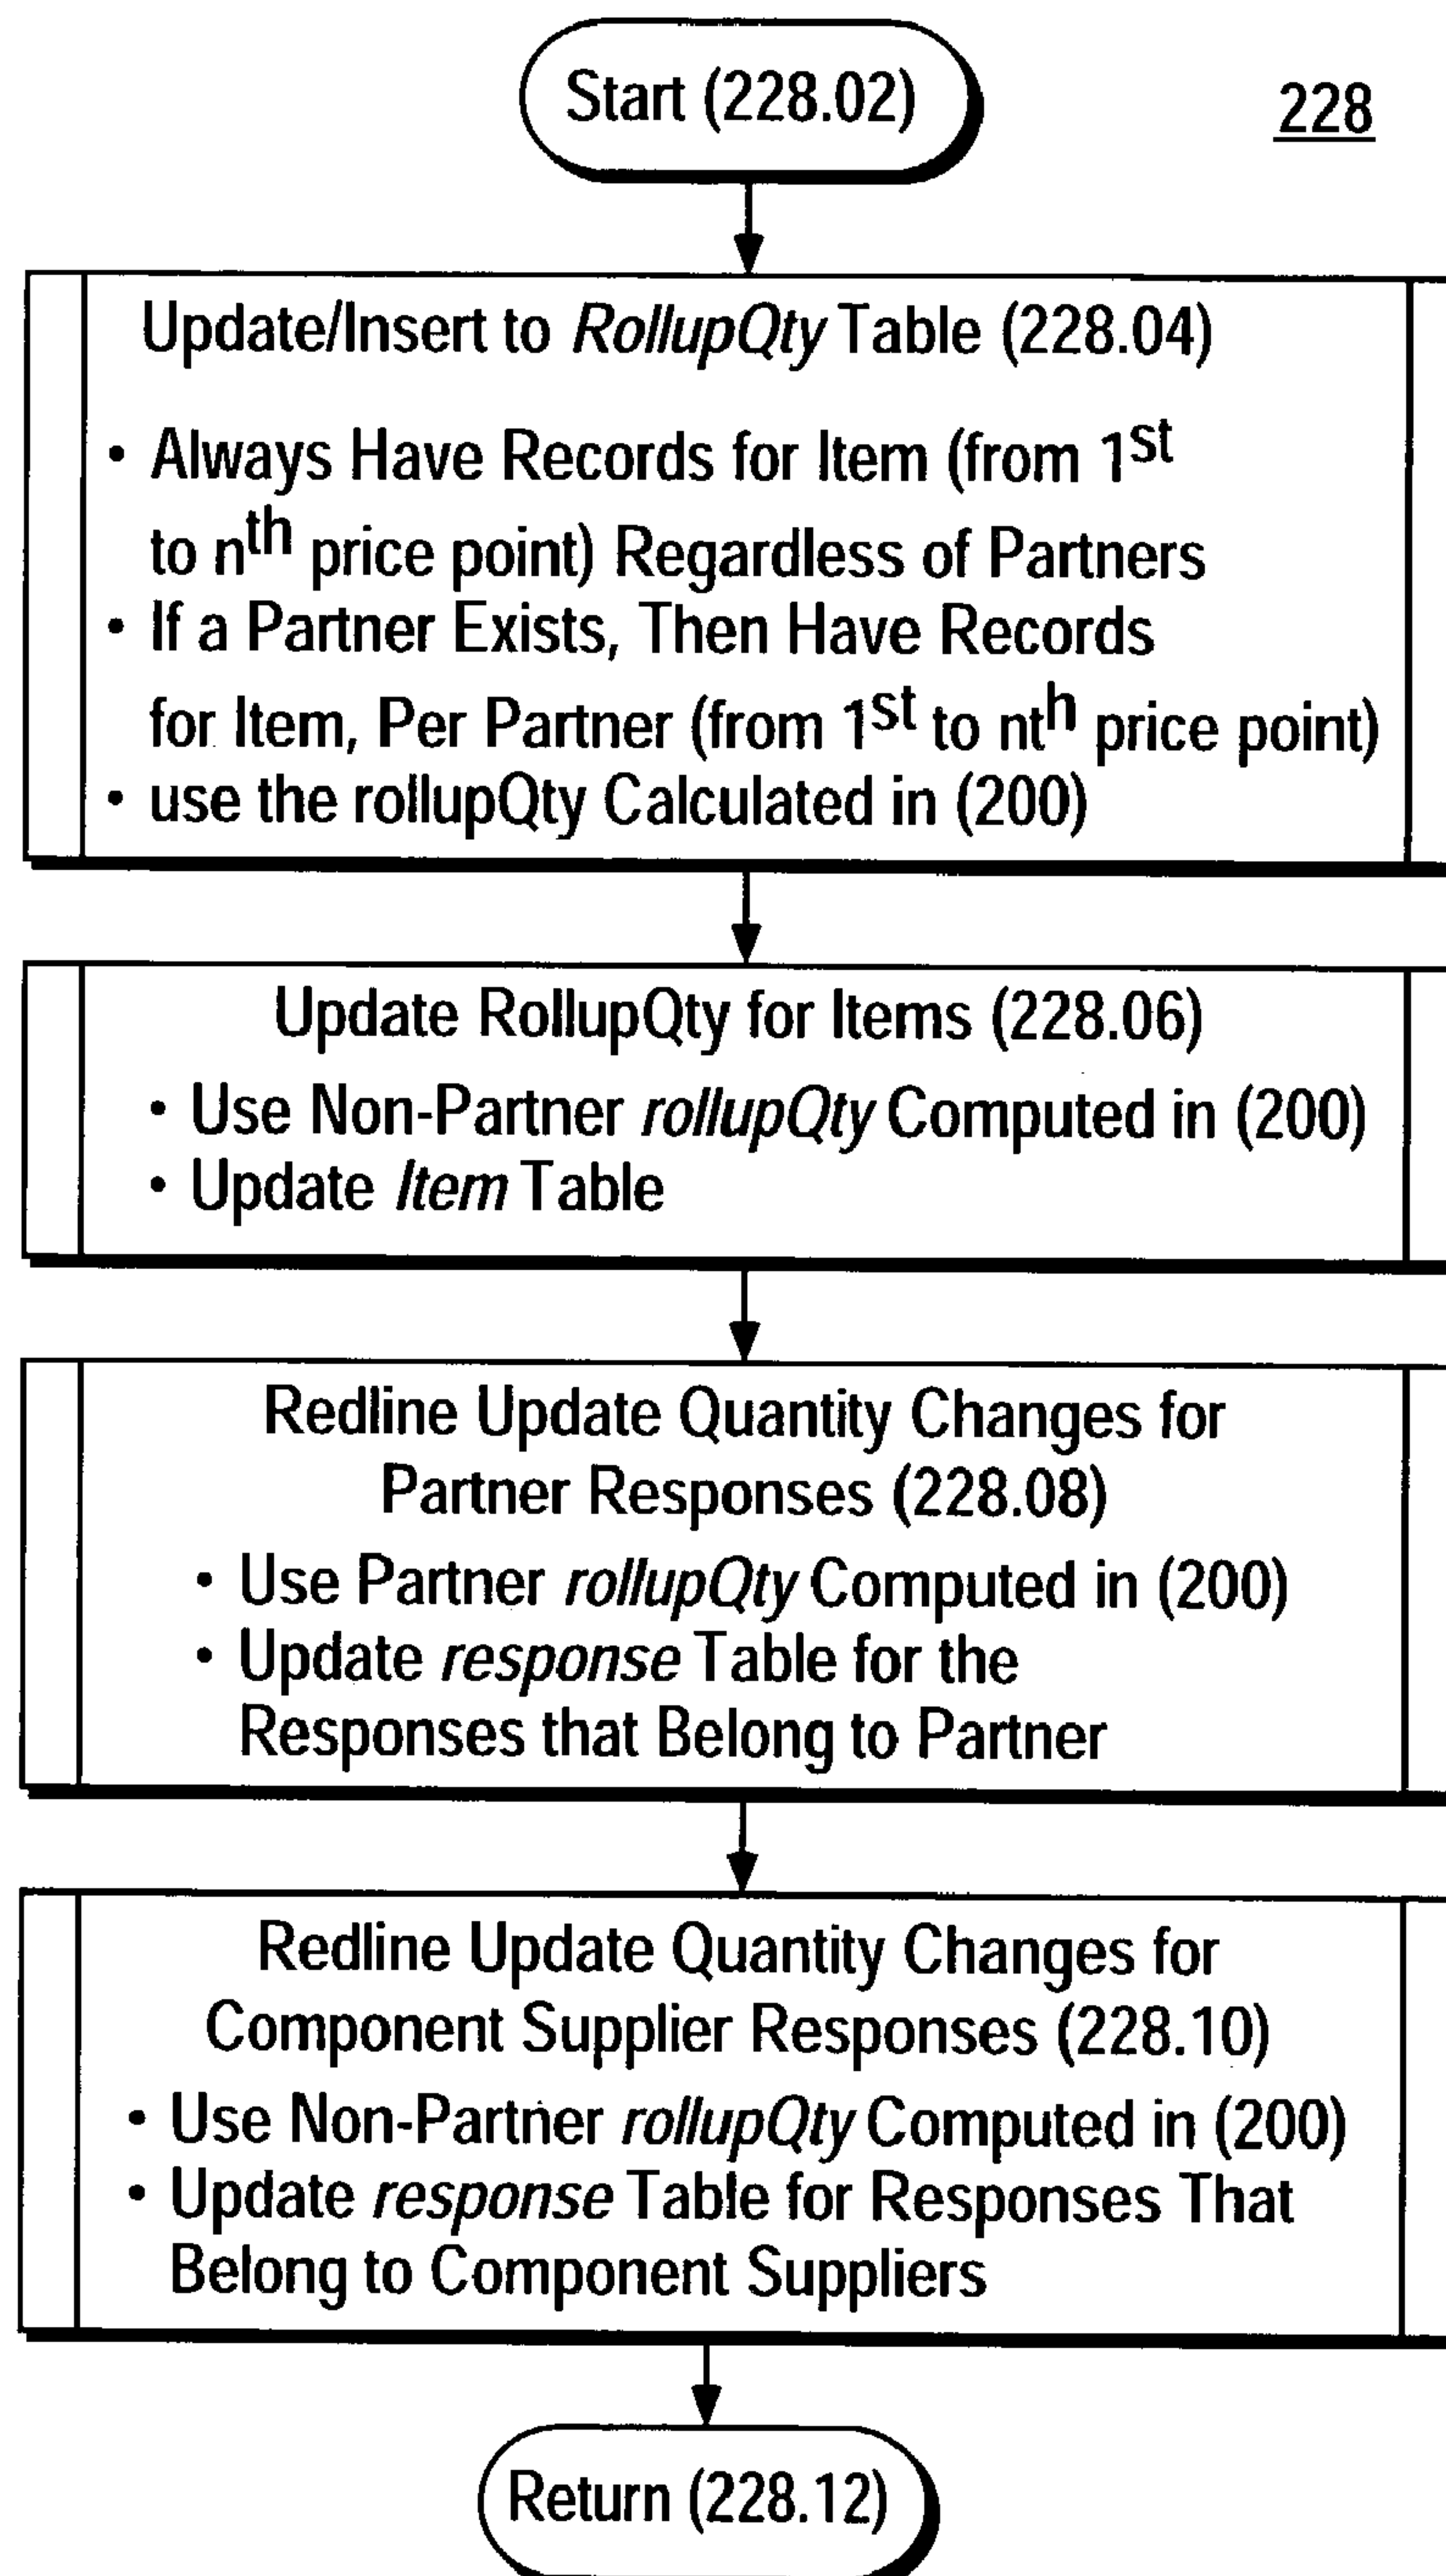 Start (228.02)
228
Update/Insert to RollupQty Table (228.04)
• Always Have Records for Item (from 1st
to nth price point) Regardless of Partners
• If a Partner Exists, Then Have Records
for Item, Per Partner (from 1st to nth price point)
• use the rollupQty Calculated in (200)
Update RollupQty for Items (228.06)
• Use Non-Partner rollupQty Computed in (200)
• Update Item Table
Redline Update Quantity Changes for
Partner Responses (228.08)
• Use Partner rollupQty Computed in (200)
• Update response Table for the
Responses that Belong to Partner
Redline Update Quantity Changes for
Component Supplier Responses (228.10)
• Use Non-Partner rollupQty Computed in (200)
• Update response Table for Responses That
Belong to Component Suppliers
Return (228.12)